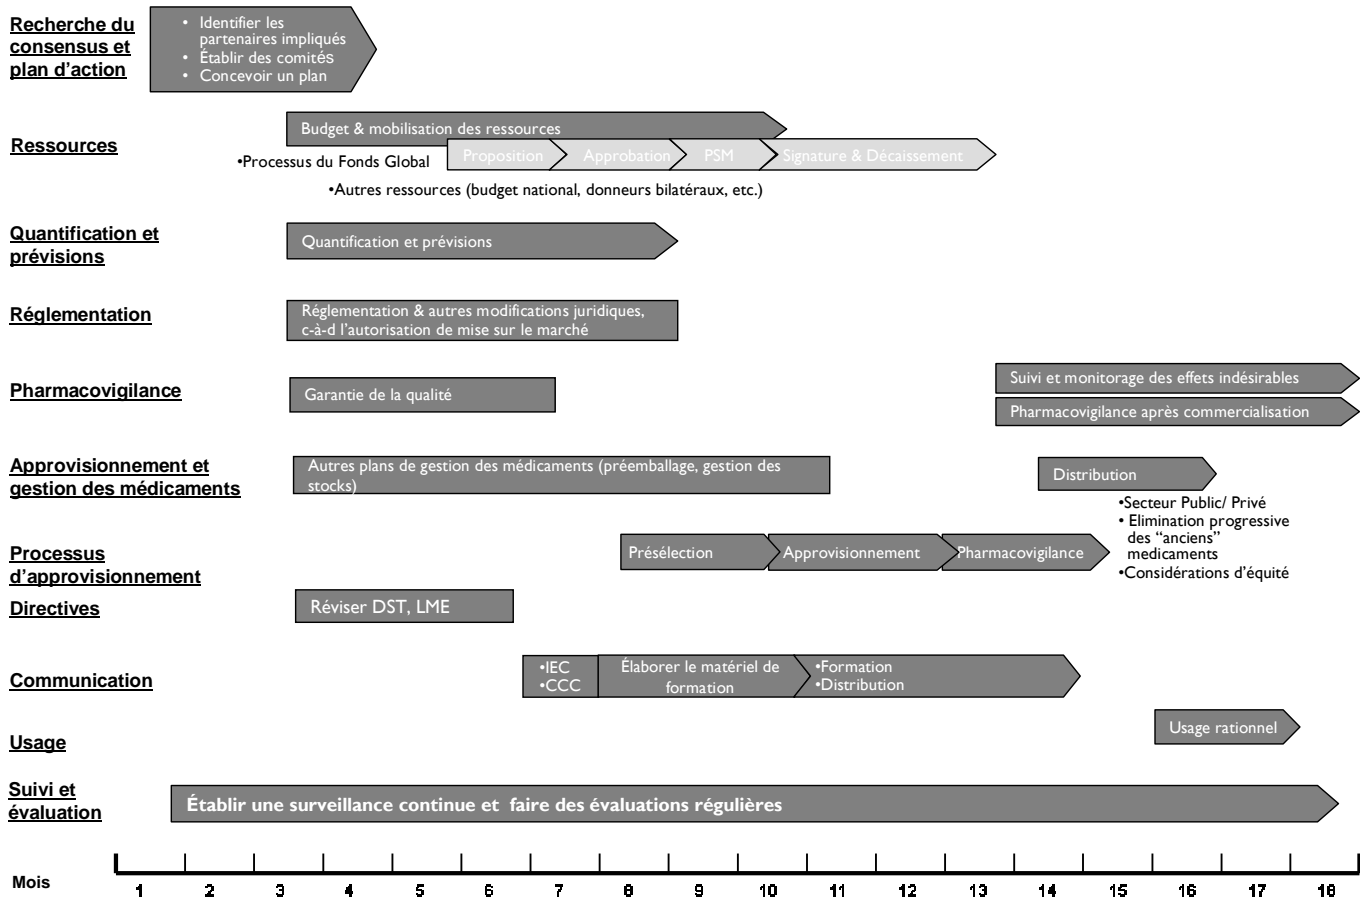 Recherche du
consensus et
plan d'action
• Identifier les
partenaires impliqués
• Établir des comités
• Concevoir un plan
Ressources
Budget & mobilisation des ressources
•Processus du Fonds Global
Proposition
Approbation
PSM
Signature & Décaissement
•Autres ressources (budget national, donneurs bilatéraux, etc.)
Quantification et
prévisions
Quantification et prévisions
Réglementation
Réglementation & autres modifications juridiques,
c-à-d l'autorisation de mise sur le marché
Pharmacovigilance
Garantie de la qualité
Suivi et monitorage des effets indésirables
Pharmacovigilance après commercialisation
Approvisionnement et
gestion des médicaments
Autres plans de gestion des médicaments (préemballage, gestion des
stocks)
Distribution
•Secteur Public/ Privé
• Elimination progressive
des "anciens"
medicaments
•Considérations d'équité
Processus
d'approvisionnement
Présélection
Approvisionnement
Pharmacovigilance
Directives
Réviser DST, LME
Communication
•IEC
•CCC
Élaborer le matériel de
formation
•Formation
•Distribution
Usage
Usage rationnel
Suivi et
évaluation
Établir une surveillance continue et faire des évaluations régulières
Mois
1 2 3 4 5 6 7 8 9 10 11 12 13 14 15 16 17 18